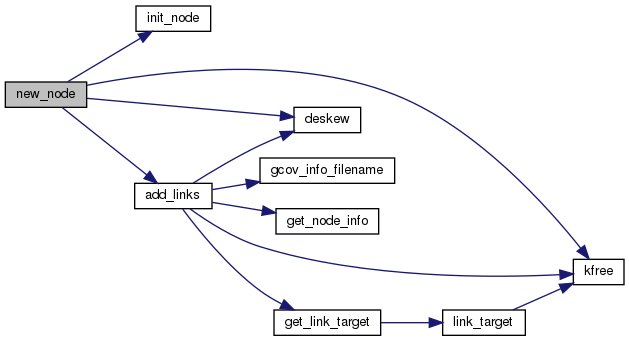 init_node
new_node
deskew
gcov_info_filename
add_links
get_node_info
kfree
get_link_target
link_target